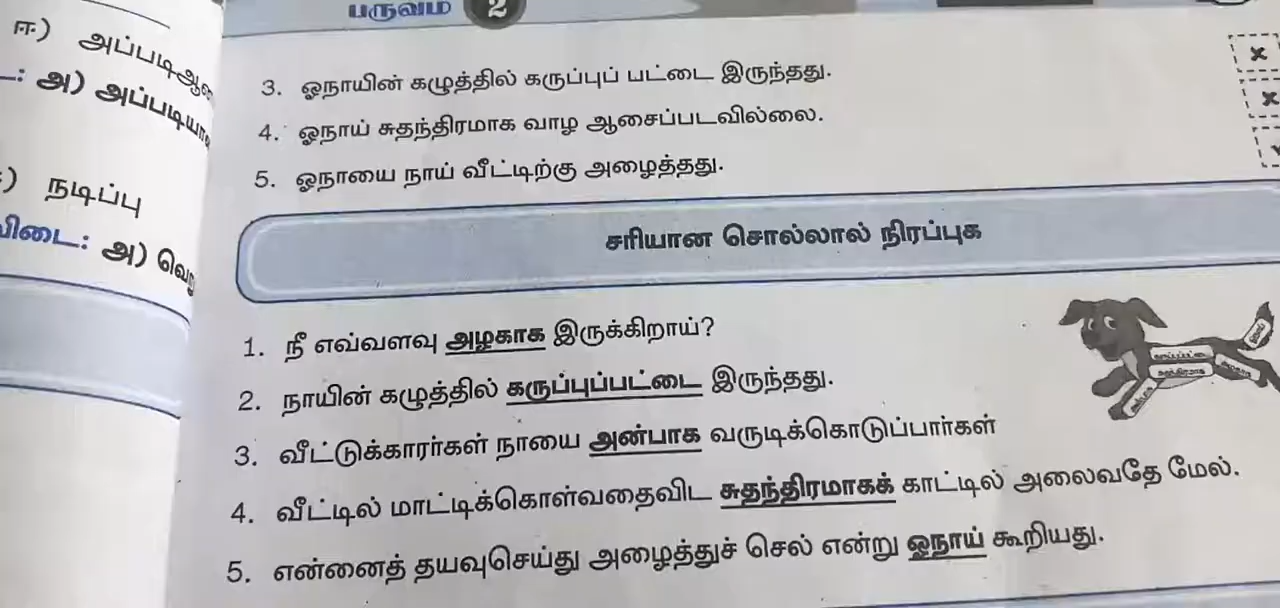 ஈ) அப்படி
_: அ) அப்படியா
நடிப்பு
விடை: அ)
பருவம் 2
3. ஓநாயின் கழுத்தில் கருப்புப் பட்டை இருந்தது. ×
4. ஓநாய் சுதந்திரமாக வாழ ஆசைப்படவில்லை. ×
5. ஓநாயை நாய் வீட்டிற்கு அழைத்தது.
சரியான சொல்லால் நிரப்புக
1. நீ எவ்வளவு அழகாக இருக்கிறாய்?
2. நாயின் கழுத்தில் கருப்புப்பட்டை இருந்தது.
3. வீட்டுக்காரர்கள் நாயை அன்பாக வருடிக்கொடுப்பார்கள்
4. வீட்டில் மாட்டிக்கொள்வதைவிட சுதந்திரமாகக் காட்டில் அலைவதே மேல்.
5. என்னைத் தயவுசெய்து அழைத்துச் செல் என்று ஓநாய் கூறியது.